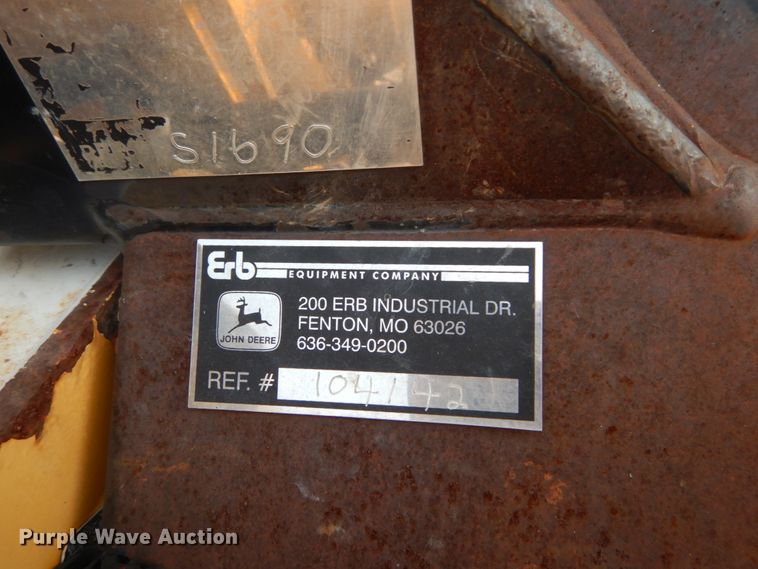 S1690
Erb
EQUIPMENT COMPANY
200 ERB INDUSTRIAL DR.
FENTON, MO 63026
JOHN DEERE
636-349-0200
REF. # 104142
Purple Wave Auction